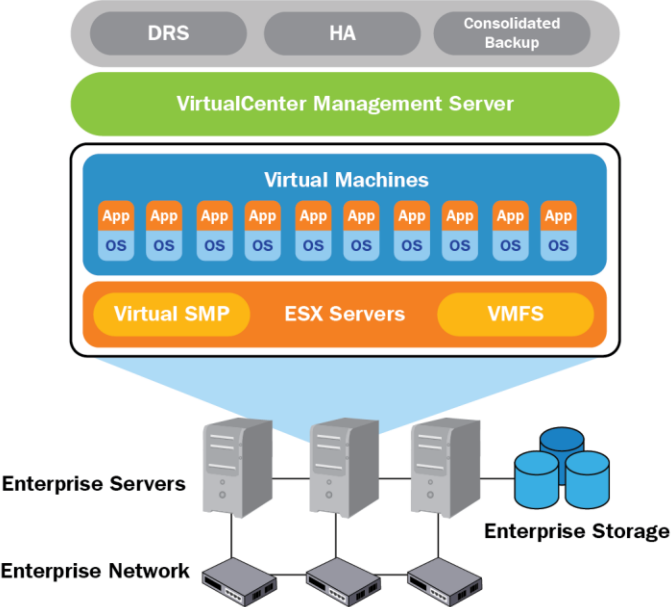 DRS HA Consolidated
Backup
VirtualCenter Management Server
Virtual Machines
App App App App App App App App App App
OS OS OS OS OS OS OS OS OS OS
Virtual SMP ESX Servers VMFS
Enterprise Servers
Enterprise Storage
Enterprise Network